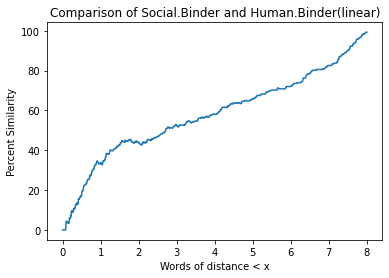 Comparison of Social.Binder and Human.Binder(linear)
100
80
60
40
20
0
Percent Similarity
0 1 2 3 4 5 6 7 8
Words of distance < x